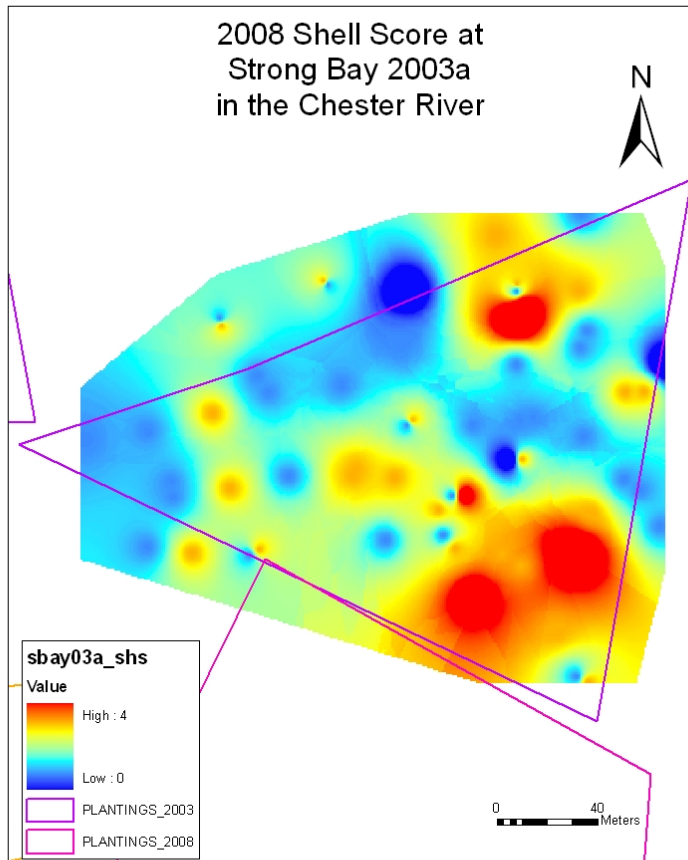 2008 Shell Score at
Strong Bay 2003a
in the Chester River
N
sbay03a_shs
Value
High : 4
Low : 0
PLANTINGS_2003
PLANTINGS_2008
0 40
Meters